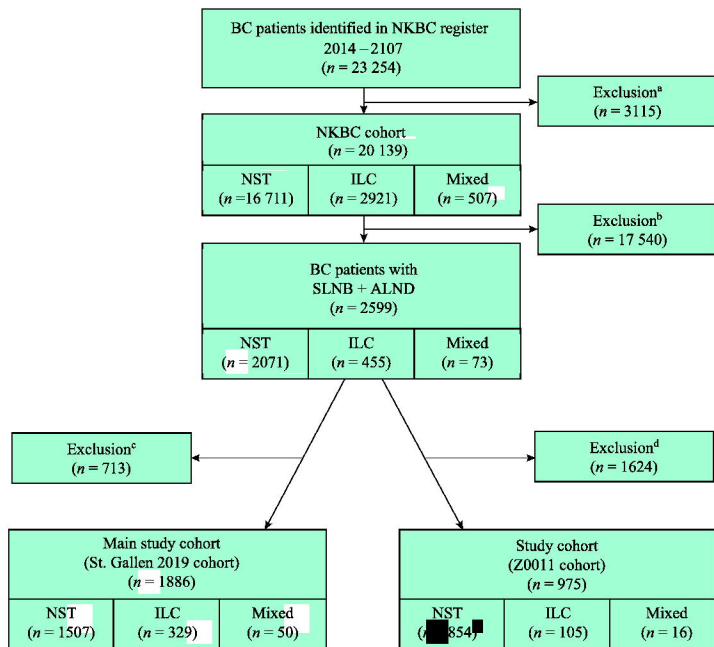 BC patients identified in NKBC register
2014 – 2107
(n = 23 254)
Exclusionᵃ
(n = 3115)
NKBC cohort
(n = 20 139)
NST
(n =16 711)
ILC
(n = 2921)
Mixed
(n = 507)
Exclusionᵇ
(n = 17 540)
BC patients with
SLNB + ALND
(n = 2599)
NST
(n = 2071)
ILC
(n = 455)
Mixed
(n = 73)
Exclusionᶜ
(n = 713)
Exclusionᵈ
(n = 1624)
Main study cohort
(St. Gallen 2019 cohort)
(n = 1886)
NST
(n = 1507)
ILC
(n = 329)
Mixed
(n = 50)
Study cohort
(Z0011 cohort)
(n = 975)
NST
854)
ILC
(n = 105)
Mixed
(n = 16)